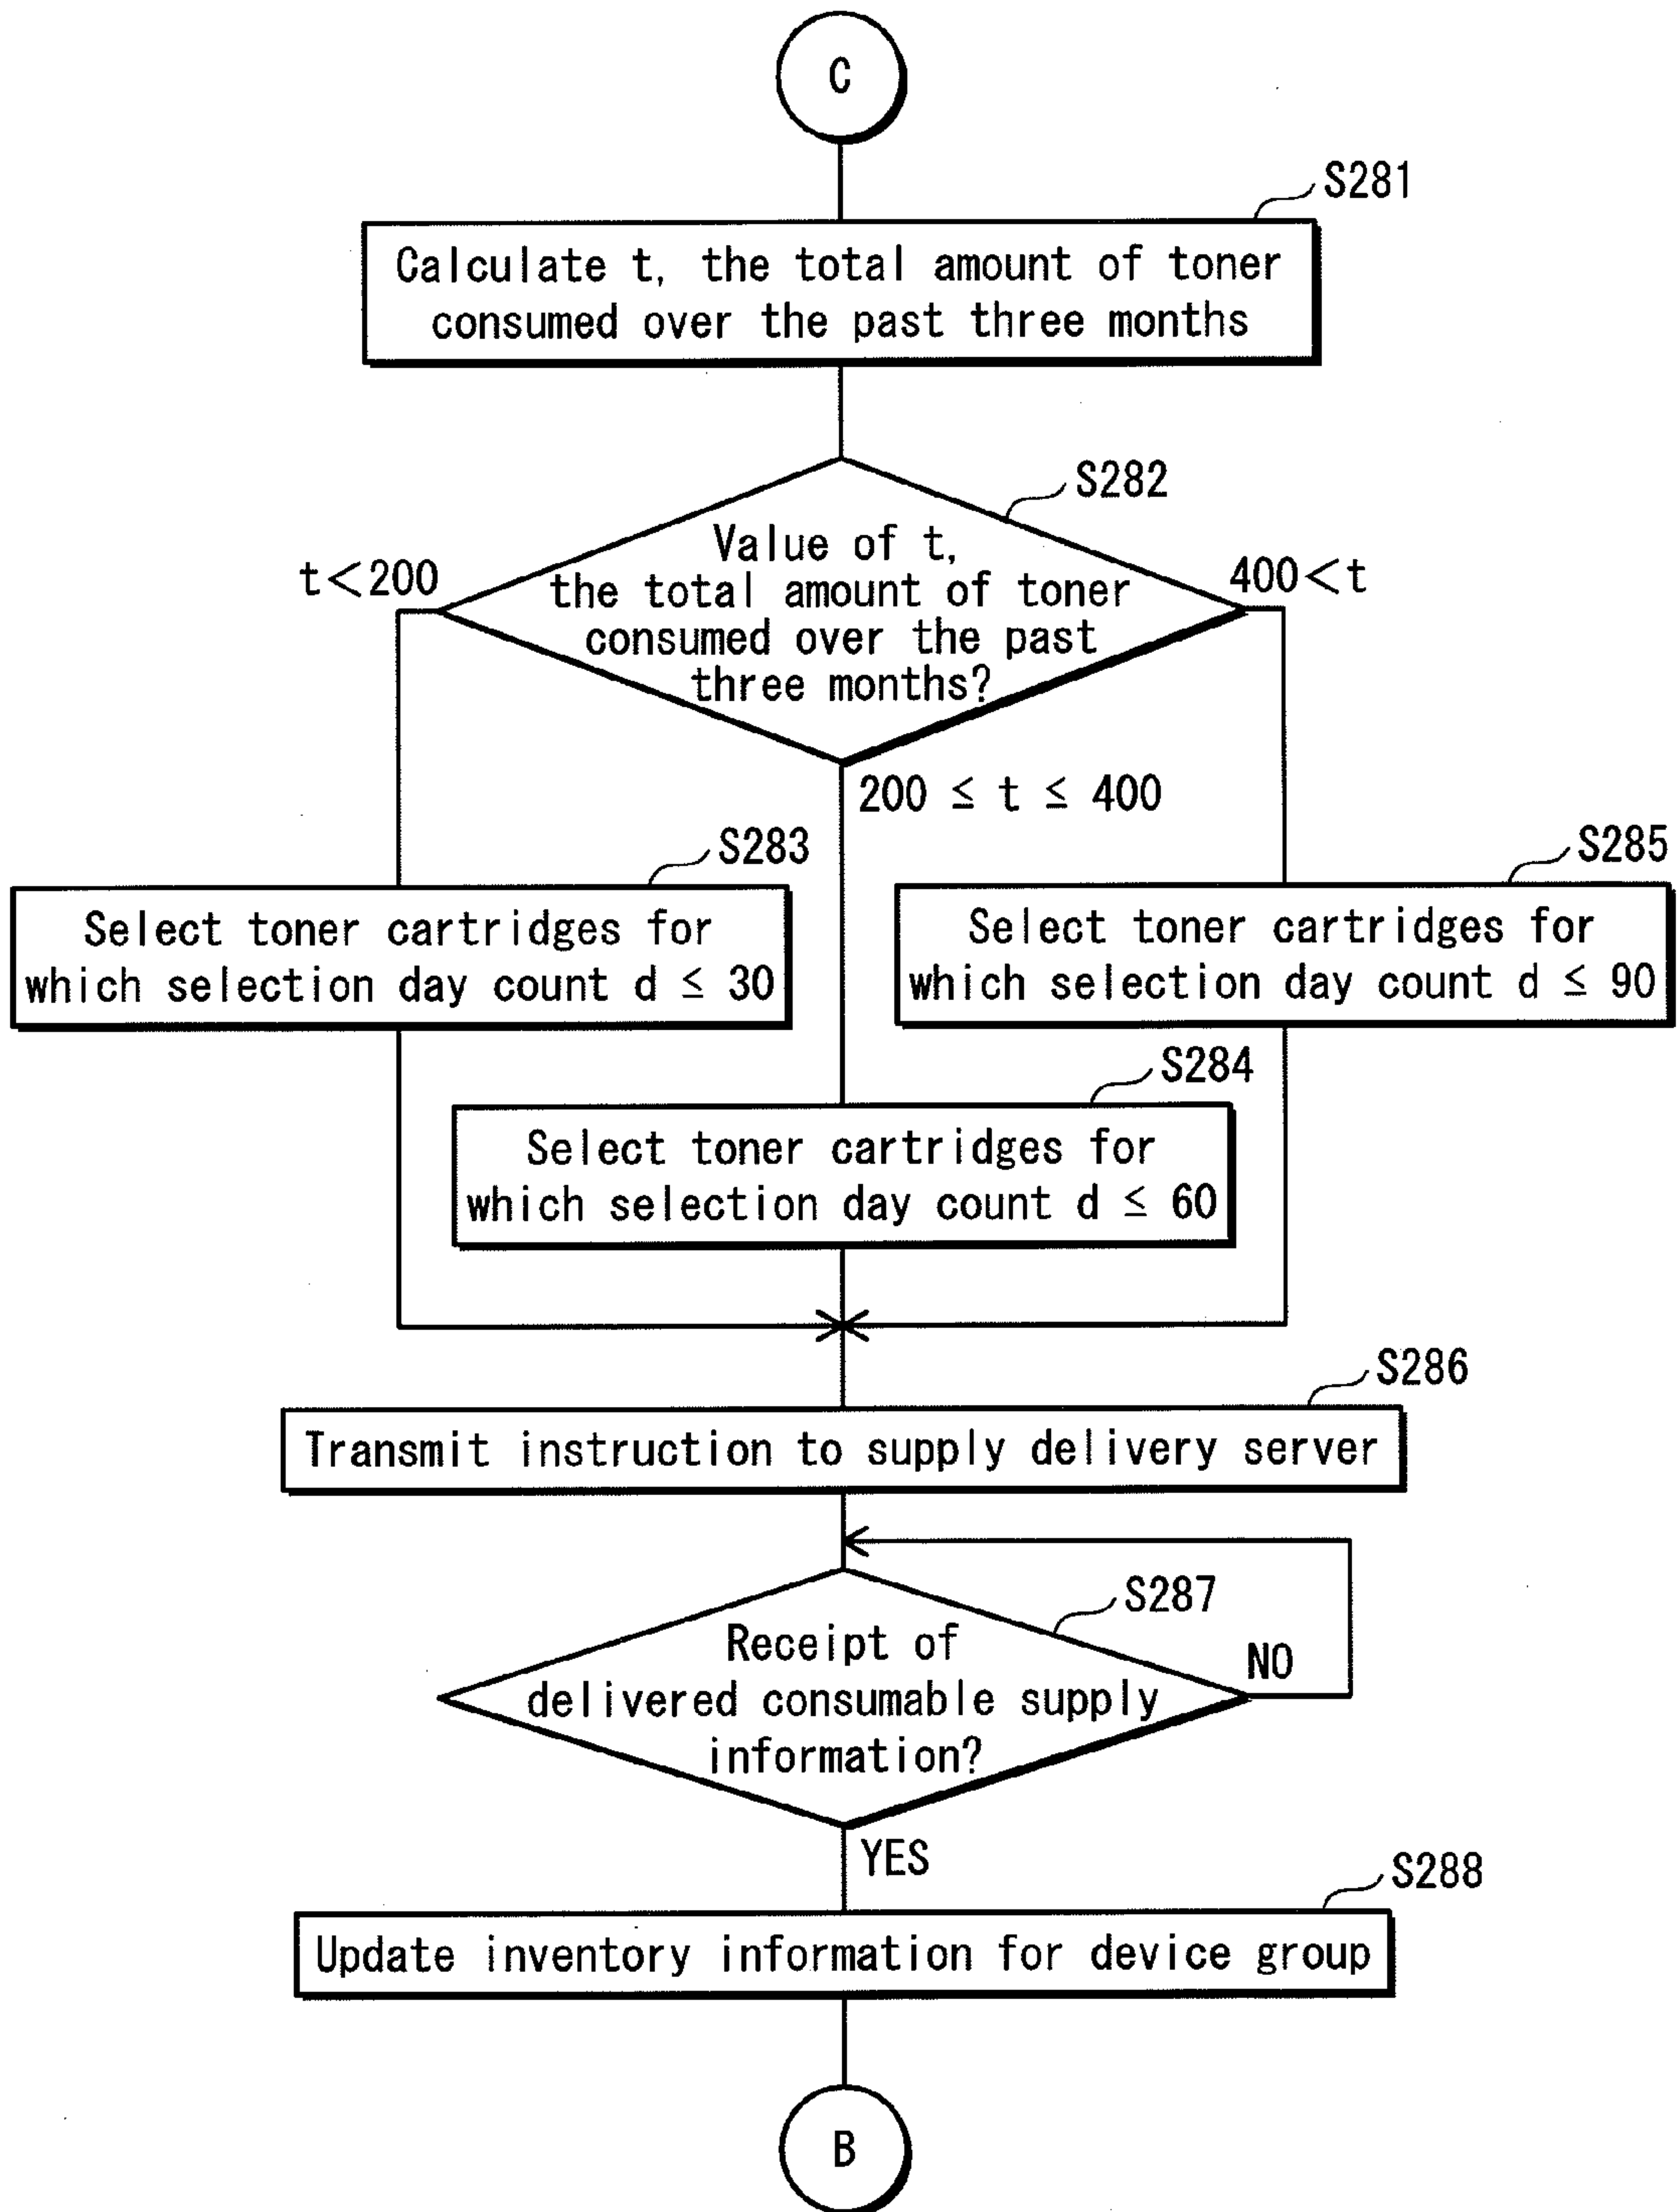 C
S281
Calculate t, the total amount of toner
consumed over the past three months
S282
Value of t,
the total amount of toner
consumed over the past
three months?
t<200
400<t
200 ≤ t ≤ 400
S283
Select toner cartridges for
which selection day count d ≤ 30
S285
Select toner cartridges for
which selection day count d ≤ 90
S284
Select toner cartridges for
which selection day count d ≤ 60
S286
Transmit instruction to supply delivery server
S287
Receipt of
delivered consumable supply
information?
NO
YES
S288
Update inventory information for device group
B